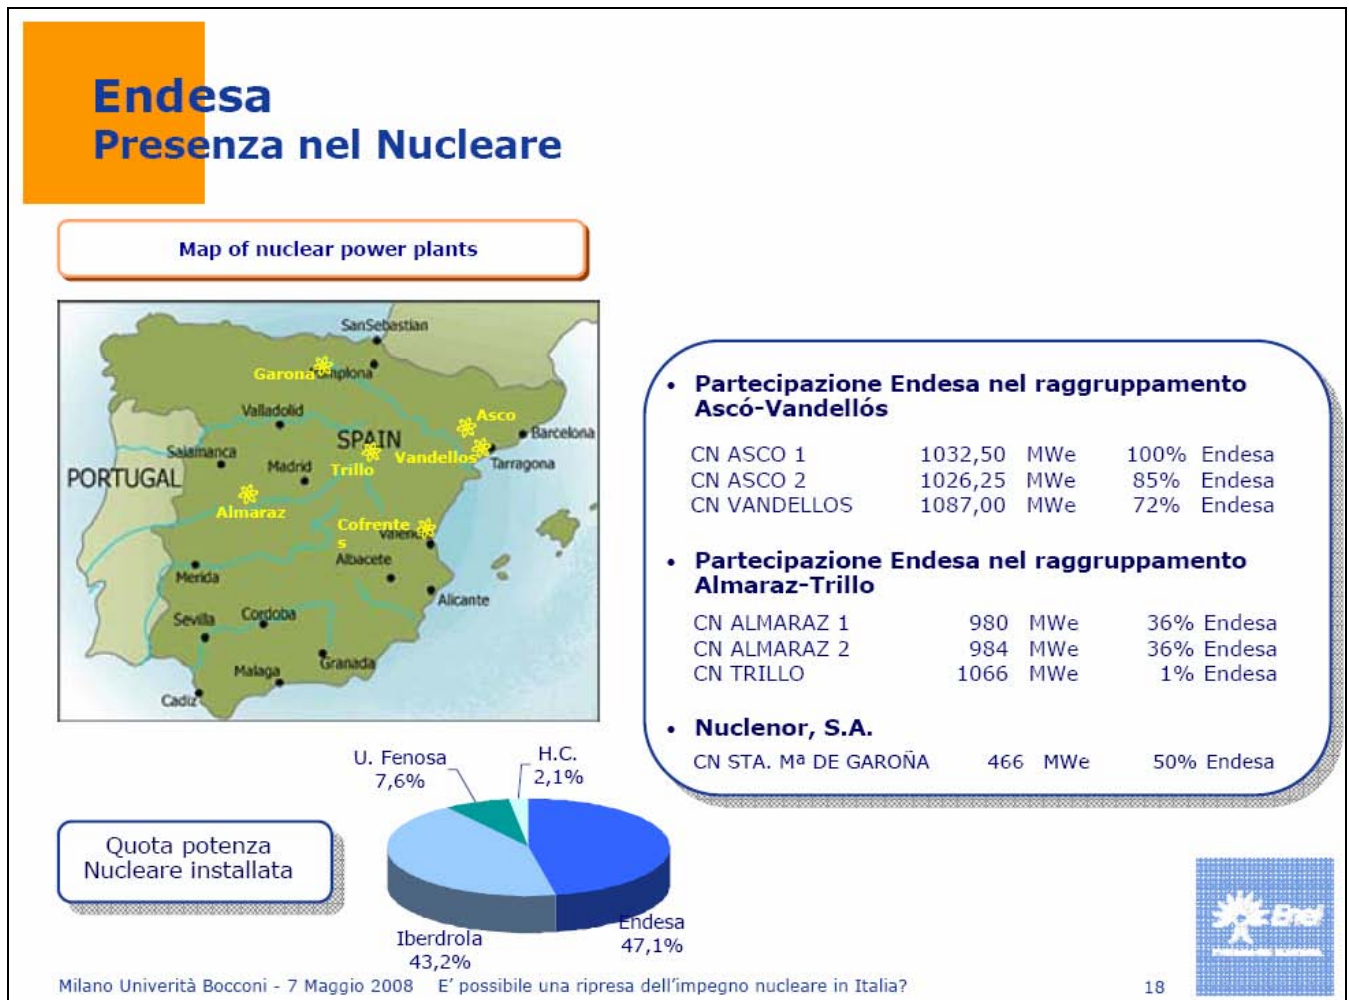 Endesa
Presenza nel Nucleare
Map of nuclear power plants
SanSebastian
Garona
Valladolid
Asco
SPAIN
Barcelona
Salamanca
Madrid
Trillo
Vandellos
Tarragona
PORTUGAL
Almaraz
Cofrente
s
Albacete
Merida
Alicante
Sevilla
Cordoba
Granada
Malaga
Cadiz
• Partecipazione Endesa nel raggruppamento
Ascó-Vandellós
CN ASCO 1 1032,50 MWe 100% Endesa
CN ASCO 2 1026,25 MWe 85% Endesa
CN VANDELLOS 1087,00 MWe 72% Endesa
• Partecipazione Endesa nel raggruppamento
Almaraz-Trillo
CN ALMARAZ 1 980 MWe 36% Endesa
CN ALMARAZ 2 984 MWe 36% Endesa
CN TRILLO 1066 MWe 1% Endesa
• Nuclenor, S.A.
CN STA. Mª DE GAROÑA 466 MWe 50% Endesa
Quota potenza
Nucleare installata
U. Fenosa
7,6%
H.C.
2,1%
Endesa
47,1%
Iberdrola
43,2%
Enel
Milano Univerità Bocconi - 7 Maggio 2008 E' possibile una ripresa dell'impegno nucleare in Italia? 18